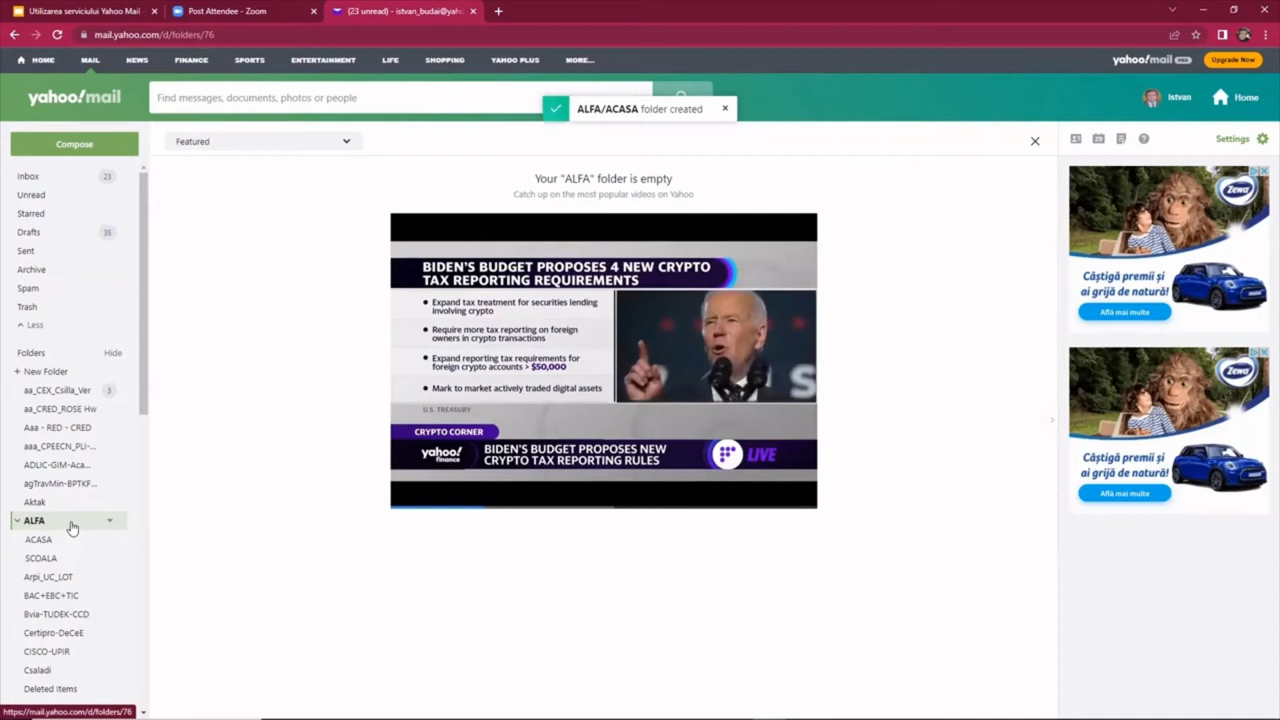 Utilizarea serviciului Yahoo Mail
Post Attendee - Zoom
(23 unread) - istvan_budai@yaho
mail.yahoo.com/d/folders/76
HOME MAIL NEWS FINANCE SPORTS ENTERTAINMENT LIFE SHOPPING YAHOO PLUS MORE...
yahoo!mail PRO
Upgrade Now
yahoo!mail
Find messages, documents, photos or people
ALFA/ACASA folder created
Istvan
Home
Compose
Featured
Settings
Inbox 23
Unread
Starred
Drafts 35
Sent
Archive
Spam
Trash
Less
Folders Hide
+ New Folder
aa_CEX_Csilla_Ver 3
aa_CRED_ROSE Hw
Aaa - RED - CRED
aaa_CPEECN_PLI-...
ADLIC-GIM-Aca...
agTravMin-BPTKF...
Aktak
ALFA
ACASA
SCOALA
Arpi_UC_LOT
BAC+EBC+TIC
Bvia-TUDEK-CCD
Certipro-DeCeE
CISCO-UPIR
Csaladi
Deleted Items
https://mail.yahoo.com/d/folders/76
Your "ALFA" folder is empty
Catch up on the most popular videos on Yahoo
BIDEN'S BUDGET PROPOSES 4 NEW CRYPTO
TAX REPORTING REQUIREMENTS
• Expand tax treatment for securities lending
involving crypto
• Require more tax reporting on foreign
owners in crypto transactions
• Expand reporting tax requirements for
foreign crypto accounts > $50,000
• Mark to market actively traded digital assets
U.S. TREASURY
CRYPTO CORNER
yahoo!
finance
BIDEN'S BUDGET PROPOSES NEW
CRYPTO TAX REPORTING RULES
LIVE
Zewa
Câștigă premii și
ai grijă de natură!
Află mai multe
Zewa
Câștigă premii și
ai grijă de natură!
Află mai multe